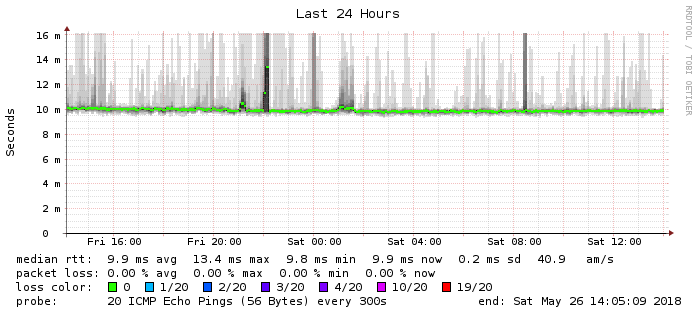 Last 24 Hours
RRDTOOL / TOBI OETIKER
Seconds
16 m
14 m
12 m
10 m
8 m
6 m
4 m
2 m
0
Fri 16:00 Fri 20:00 Sat 00:00 Sat 04:00 Sat 08:00 Sat 12:00
median rtt: 9.9 ms avg 13.4 ms max 9.8 ms min 9.9 ms now 0.2 ms sd 40.9 am/s
packet loss: 0.00 % avg 0.00 % max 0.00 % min 0.00 % now
loss color: 0 1/20 2/20 3/20 4/20 10/20 19/20
probe: 20 ICMP Echo Pings (56 Bytes) every 300s end: Sat May 26 14:05:09 2018